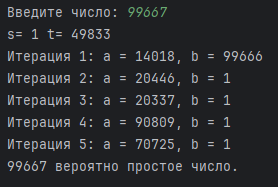 Введите число: 99667
s= 1 t= 49833
Итерация 1: a = 14018, b = 99666
Итерация 2: a = 20446, b = 1
Итерация 3: a = 20337, b = 1
Итерация 4: a = 90809, b = 1
Итерация 5: a = 70725, b = 1
99667 вероятно простое число.